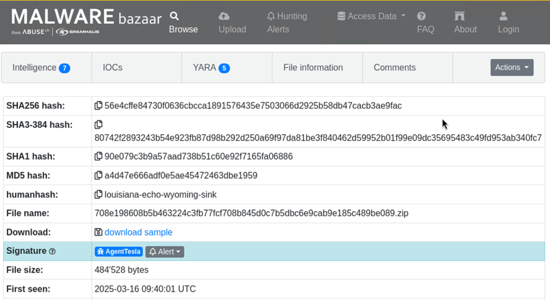 MALWARE bazaar
from ABUSE ch SPAMHAUS
Browse
Upload
Hunting Alerts
Access Data
FAQ
About
Login
Intelligence 7
IOCs
YARA 5
File information
Comments
Actions
SHA256 hash: 56e4cffe84730f0636cbcca1891576435e7503066d2925b58db47cacb3ae9fac
SHA3-384 hash:
80742f2893243b54e923fb87d98b292d250a69f97da81be3f840462d59952b01f99e09dc35695483c49fd953ab340fc7
SHA1 hash: 90e079c3b9a57aad738b51c60e92f7165fa06886
MD5 hash: a4d47e666adf0e5ae45472463dbe1959
humanhash: louisiana-echo-wyoming-sink
File name: 708e198608b5b463224c3fb77fcf708b845d0c7b5dbc6e9cab9e185c489be089.zip
Download: download sample
Signature AgentTesla Alert
File size: 484'528 bytes
First seen: 2025-03-16 09:40:01 UTC